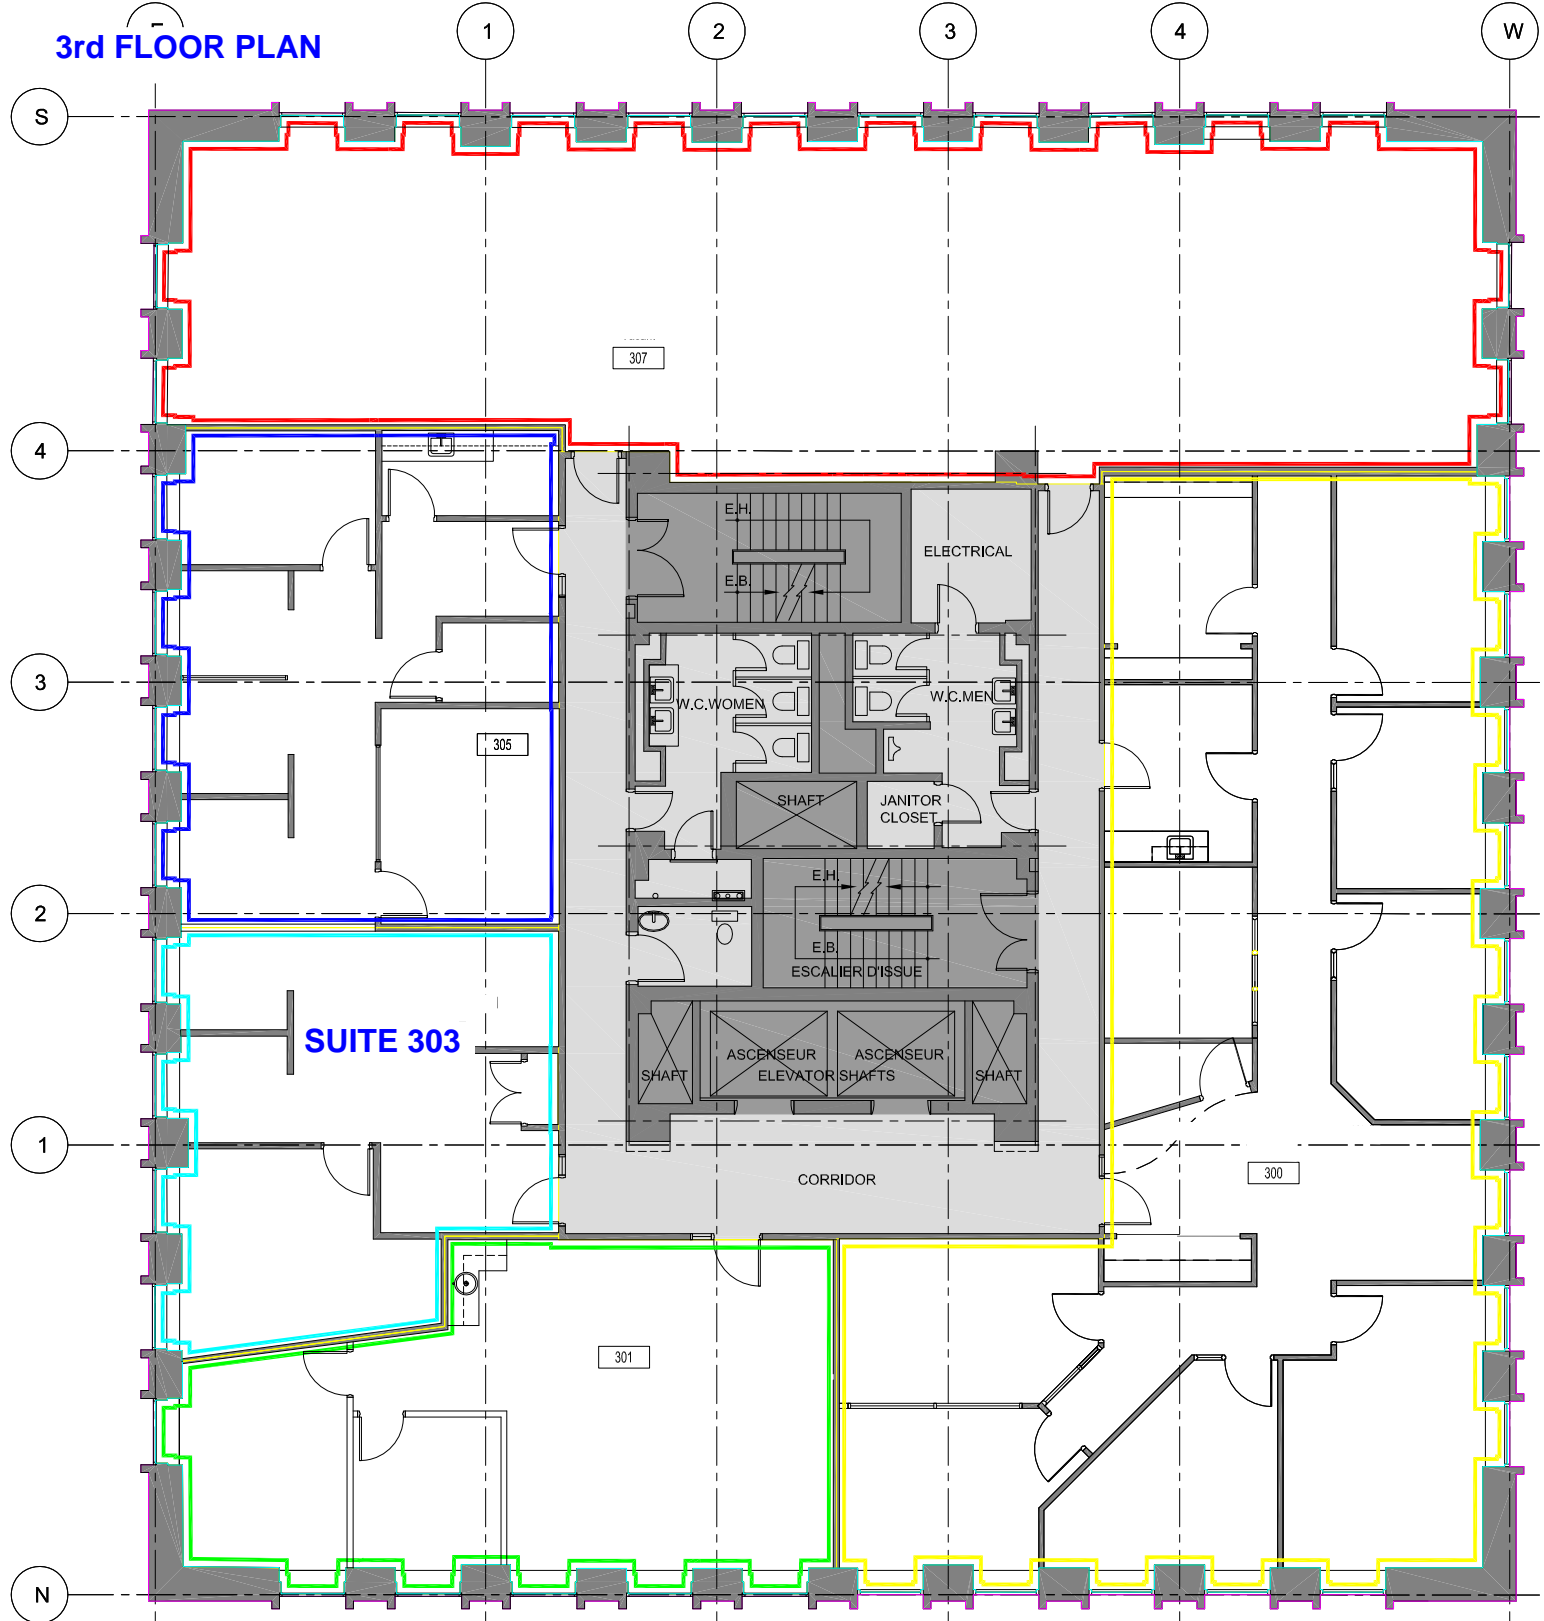 1
2
3
4
W
3rd FLOOR PLAN
S
307
4
E.H.
ELECTRICAL
E.B.
3
W.C.WOMEN
W.C.MEN
305
SHAFT
JANITOR
CLOSET
E.H.
2
E.B.
ESCALIER D'ISSUE
SUITE 303
ASCENSEUR
ASCENSEUR
SHAFT
ELEVATOR SHAFTS
SHAFT
1
CORRIDOR
300
301
N